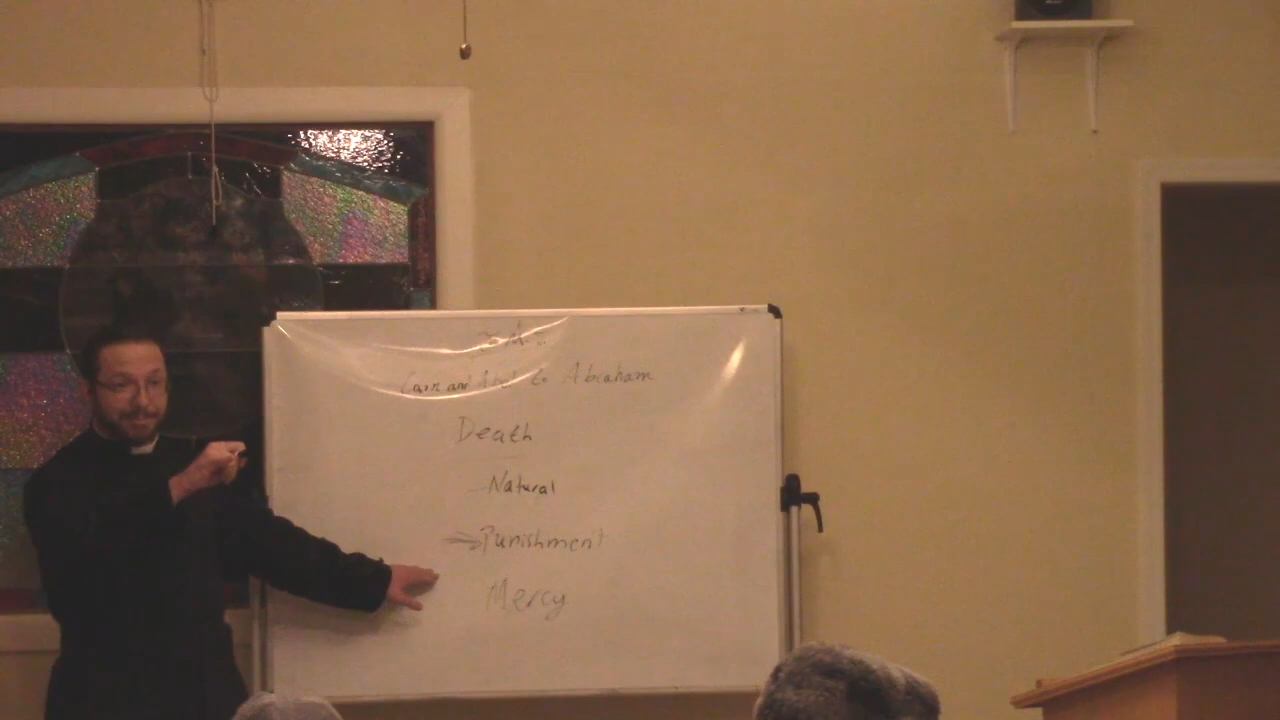 J.M.J.
Cain and Abel to Abraham
Death
Natural
Punishment
Mercy